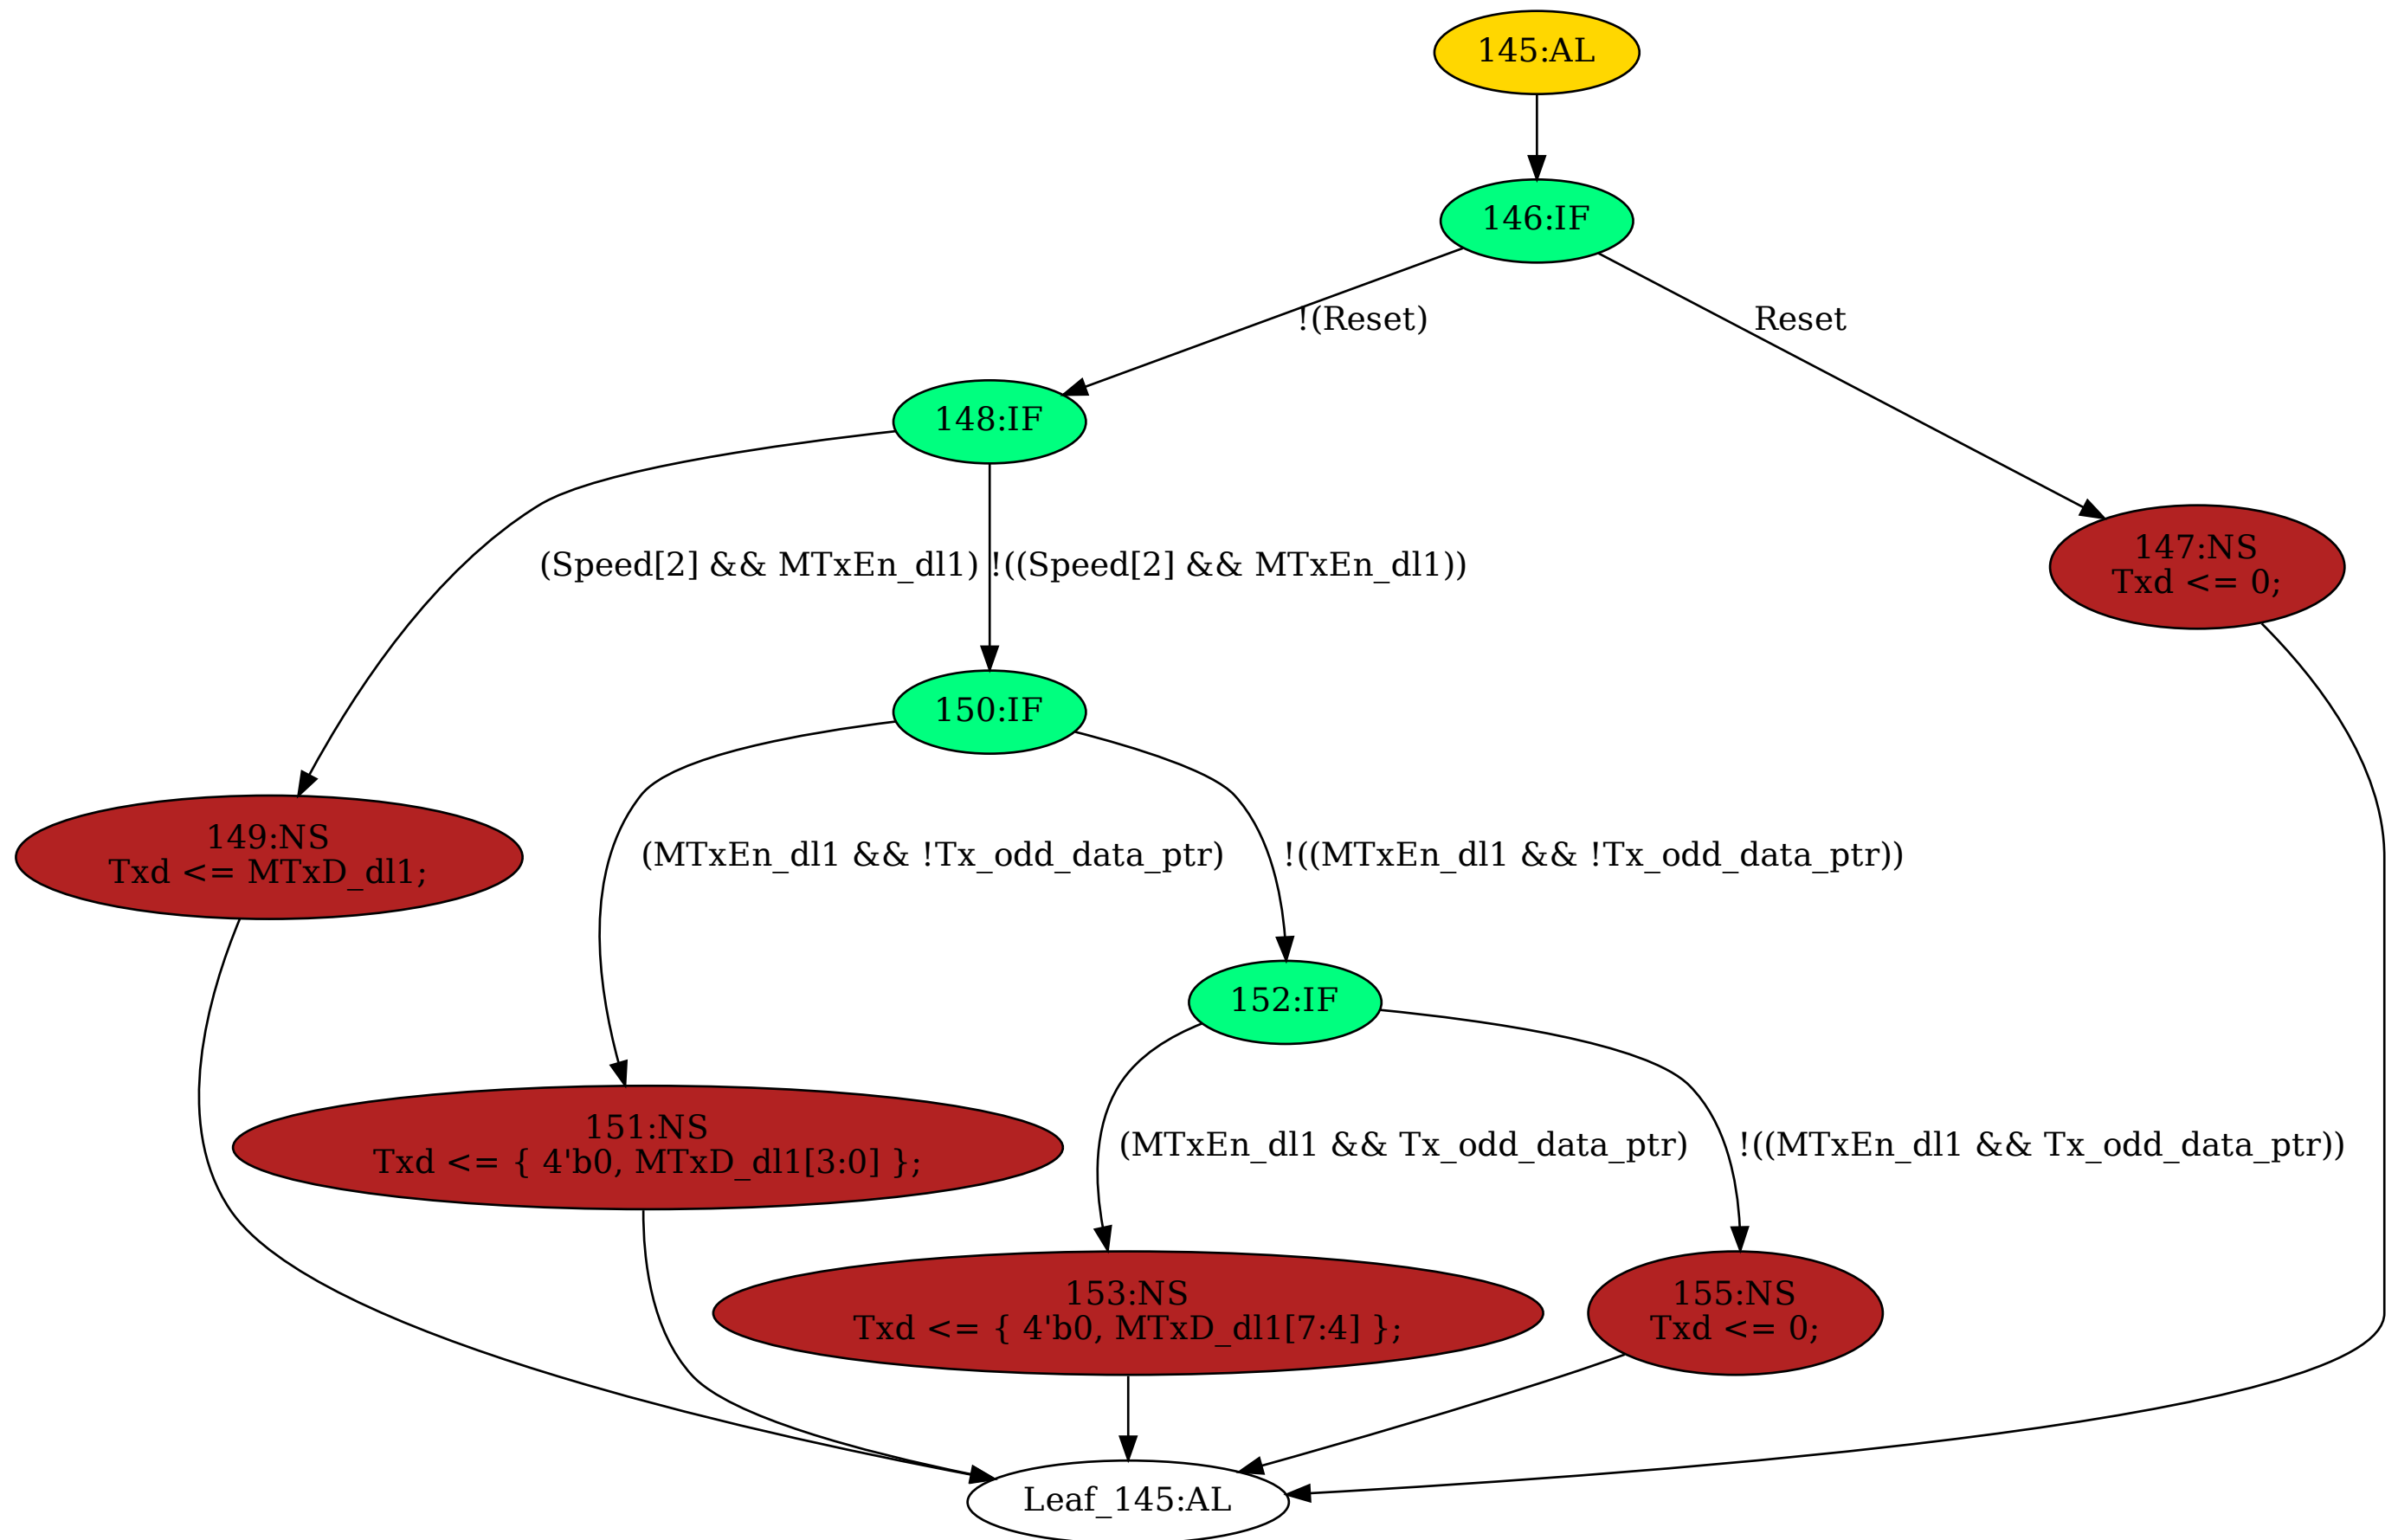 145:AL
146:IF
!(Reset)
Reset
148:IF
147:NS
Txd <= 0;
(Speed[2] && MTxEn_dl1)
!((Speed[2] && MTxEn_dl1))
150:IF
149:NS
Txd <= MTxD_dl1;
(MTxEn_dl1 && !Tx_odd_data_ptr)
!((MTxEn_dl1 && !Tx_odd_data_ptr))
152:IF
151:NS
Txd <= { 4'b0, MTxD_dl1[3:0] };
(MTxEn_dl1 && Tx_odd_data_ptr)
!((MTxEn_dl1 && Tx_odd_data_ptr))
153:NS
Txd <= { 4'b0, MTxD_dl1[7:4] };
155:NS
Txd <= 0;
Leaf_145:AL